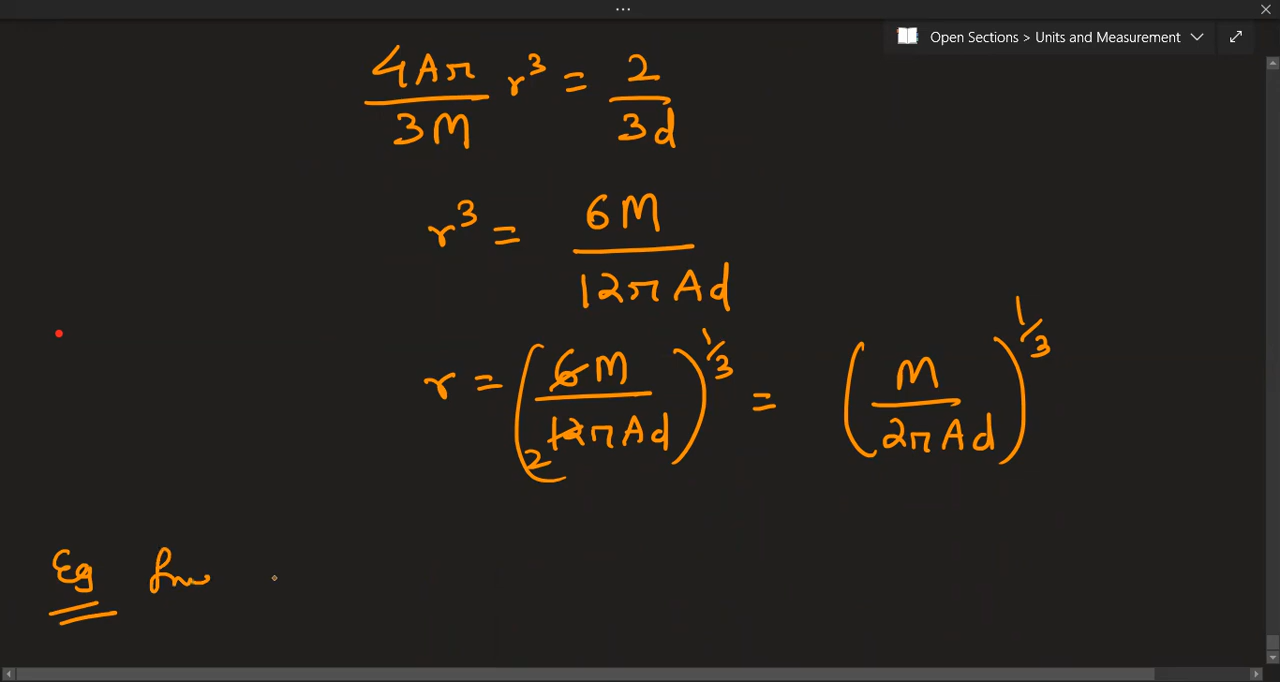 ...
Open Sections > Units and Measurement
4Aπ/3M r³ = 2/3d
r³ = 6M/12πAd
r = (6M/12πAd)^1/3 = (M/2πAd)^1/3
2
Eg